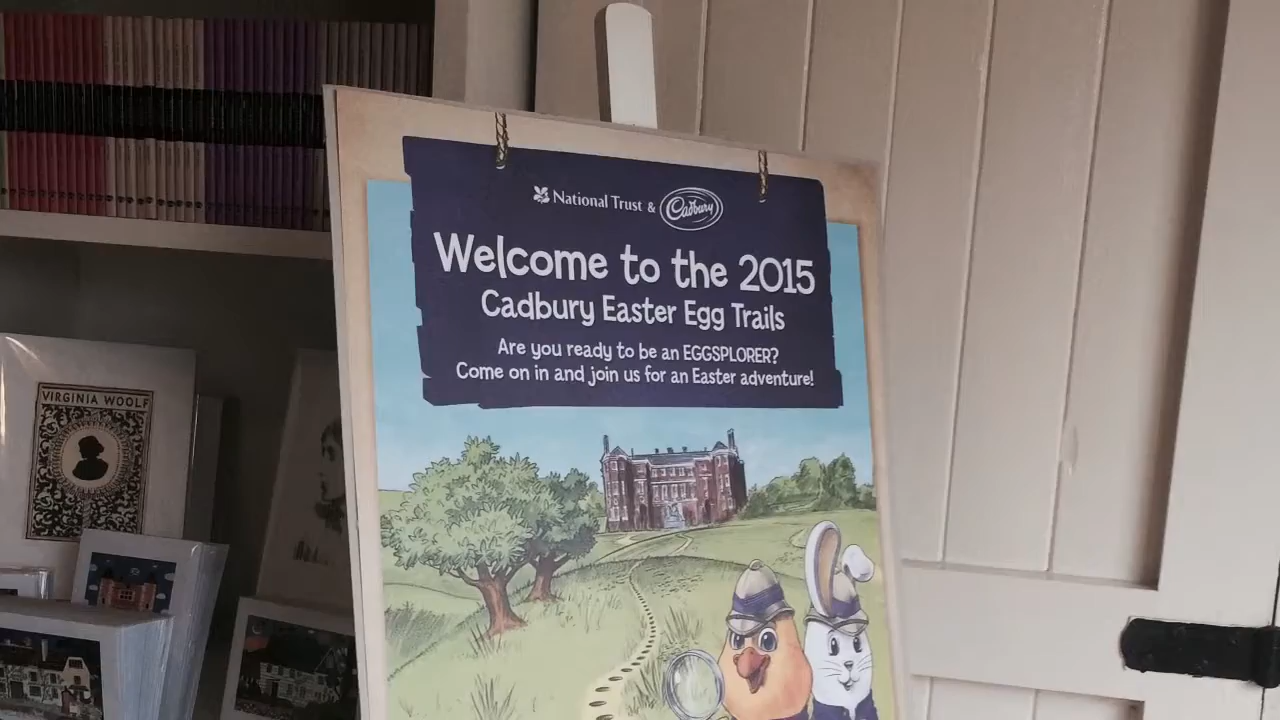 National Trust & Cadbury
Welcome to the 2015
Cadbury Easter Egg Trails
Are you ready to be an EGGSPLORER?
Come on in and join us for an Easter adventure!
VIRGINIA WOOLF